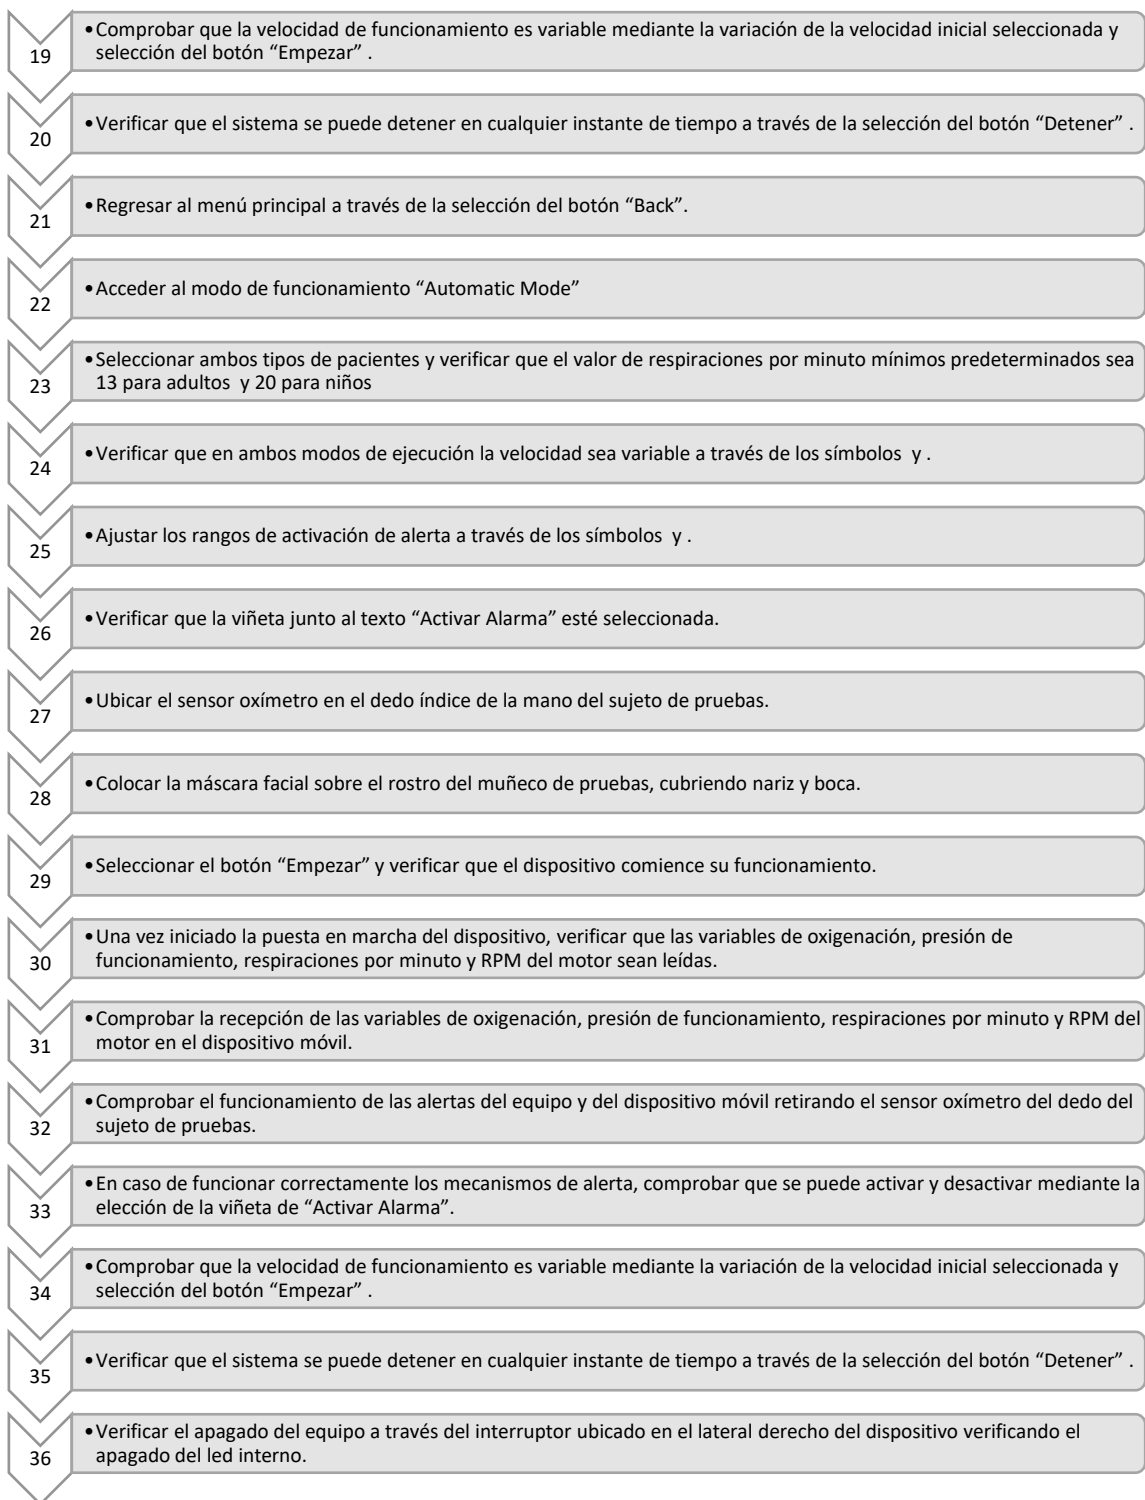 19
•Comprobar que la velocidad de funcionamiento es variable mediante la variación de la velocidad inicial seleccionada y
selección del botón “Empezar” .
20
•Verificar que el sistema se puede detener en cualquier instante de tiempo a través de la selección del botón “Detener” .
21
•Regresar al menú principal a través de la selección del botón “Back”.
22
•Acceder al modo de funcionamiento “Automatic Mode”
23
•Seleccionar ambos tipos de pacientes y verificar que el valor de respiraciones por minuto mínimos predeterminados sea
13 para adultos y 20 para niños
24
•Verificar que en ambos modos de ejecución la velocidad sea variable a través de los símbolos y .
25
•Ajustar los rangos de activación de alerta a través de los símbolos y .
26
•Verificar que la viñeta junto al texto “Activar Alarma” esté seleccionada.
27
•Ubicar el sensor oxímetro en el dedo índice de la mano del sujeto de pruebas.
28
•Colocar la máscara facial sobre el rostro del muñeco de pruebas, cubriendo nariz y boca.
29
•Seleccionar el botón “Empezar” y verificar que el dispositivo comience su funcionamiento.
30
•Una vez iniciado la puesta en marcha del dispositivo, verificar que las variables de oxigenación, presión de
funcionamiento, respiraciones por minuto y RPM del motor sean leídas.
31
•Comprobar la recepción de las variables de oxigenación, presión de funcionamiento, respiraciones por minuto y RPM del
motor en el dispositivo móvil.
32
•Comprobar el funcionamiento de las alertas del equipo y del dispositivo móvil retirando el sensor oxímetro del dedo del
sujeto de pruebas.
33
•En caso de funcionar correctamente los mecanismos de alerta, comprobar que se puede activar y desactivar mediante la
elección de la viñeta de “Activar Alarma”.
34
•Comprobar que la velocidad de funcionamiento es variable mediante la variación de la velocidad inicial seleccionada y
selección del botón “Empezar” .
35
•Verificar que el sistema se puede detener en cualquier instante de tiempo a través de la selección del botón “Detener” .
36
•Verificar el apagado del equipo a través del interruptor ubicado en el lateral derecho del dispositivo verificando el
apagado del led interno.